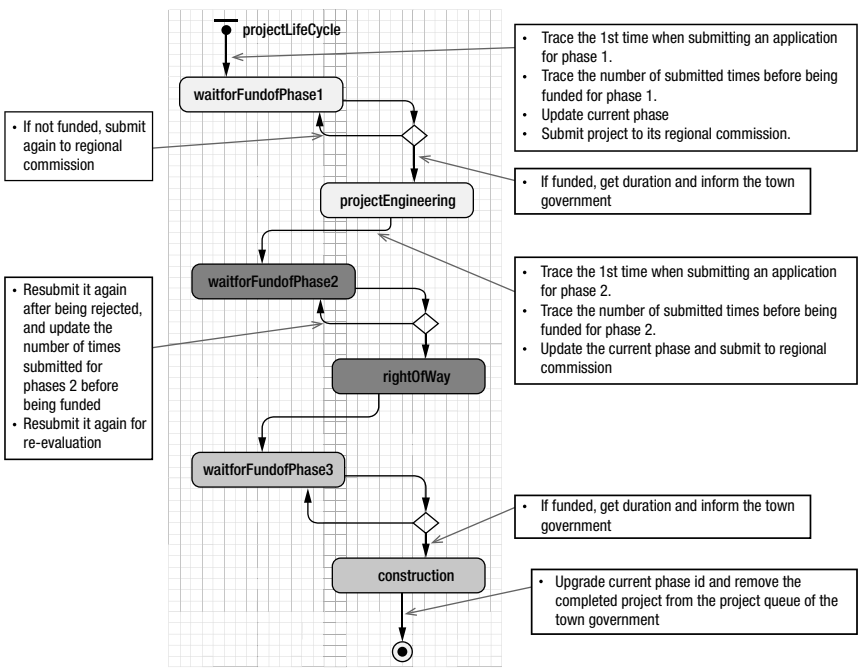 projectLifeCycle
• Trace the 1st time when submitting an application
for phase 1.
• Trace the number of submitted times before being
funded for phase 1.
• Update current phase
• Submit project to its regional commission.
waitforFundofPhase1
• If not funded, submit
again to regional
commission
• If funded, get duration and inform the town
government
projectEngineering
waitforFundofPhase2
• Trace the 1st time when submitting an application
for phase 2.
• Trace the number of submitted times before being
funded for phase 2.
• Update the current phase and submit to regional
commission
• Resubmit it again
after being rejected,
and update the
number of times
submitted for
phases 2 before
being funded
• Resubmit it again for
re-evaluation
rightOfWay
waitforFundofPhase3
• If funded, get duration and inform the town
government
construction
• Upgrade current phase id and remove the
completed project from the project queue of the
town government